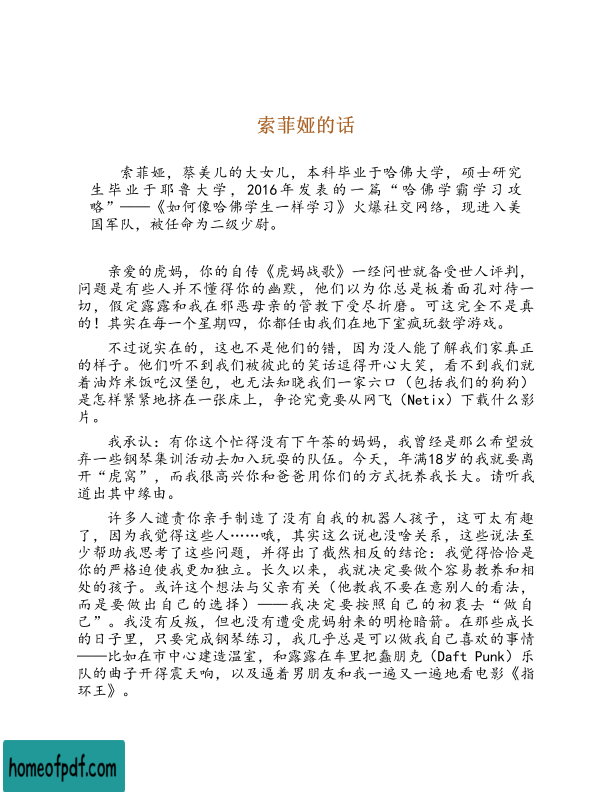 索菲娅的话
索菲娅，蔡美儿的大女儿，本科毕业于哈佛大学，硕士研究
生毕业于耶鲁大学，2016年发表的一篇“哈佛学霸学习攻
略”——《如何像哈佛学生一样学习》火爆社交网络，现进入美
国军队，被任命为二级少尉。
亲爱的虎妈，你的自传《虎妈战歌》一经问世就备受世人评判，
问题是有些人并不懂得你的幽默，他们以为你总是板着面孔对待一
切，假定露露和我在邪恶母亲的管教下受尽折磨。可这完全不是真
的！其实在每一个星期四，你都任由我们在地下室疯玩数学游戏。
不过说实在的，这也不是他们的错，因为没人能了解我们家真正
的样子。他们听不到我们被彼此的笑话逗得开心大笑，看不到我们就
着油炸米饭吃汉堡包，也无法知晓我们一家六口（包括我们的狗狗）
是怎样紧紧地挤在一张床上，争论究竟要从网飞（Netix）下载什么影
片。
我承认：有你这个忙得没有下午茶的妈妈，我曾经是那么希望放
弃一些钢琴集训活动去加入玩耍的队伍。今天，年满18岁的我就要离
开“虎窝”，而我很高兴你和爸爸用你们的方式抚养我长大。请听我
道出其中缘由。
许多人谴责你亲手制造了没有自我的机器人孩子，这可太有趣
了，因为我觉得这些人……哦，其实这么说也没啥关系，这些说法至
少帮助我思考了这些问题，并得出了截然相反的结论：我觉得恰恰是
你的严格迫使我更加独立。长久以来，我就决定要做个容易教养和相
处的孩子。或许这个想法与父亲有关（他教我不要在意别人的看法，
而是要做出自己的选择）——我决定要按照自己的初衷去“做自
己”。我没有反叛，但也没有遭受虎妈射来的明枪暗箭。在那些成长
的日子里，只要完成钢琴练习，我几乎总是可以做我自己喜欢的事情
——比如在市中心建造温室，和露露在车里把蠢朋克（Daft Punk）乐
队的曲子开得震天响，以及逼着男朋友和我一遍又一遍地看电影《指
环王》。
homeofpdf.com